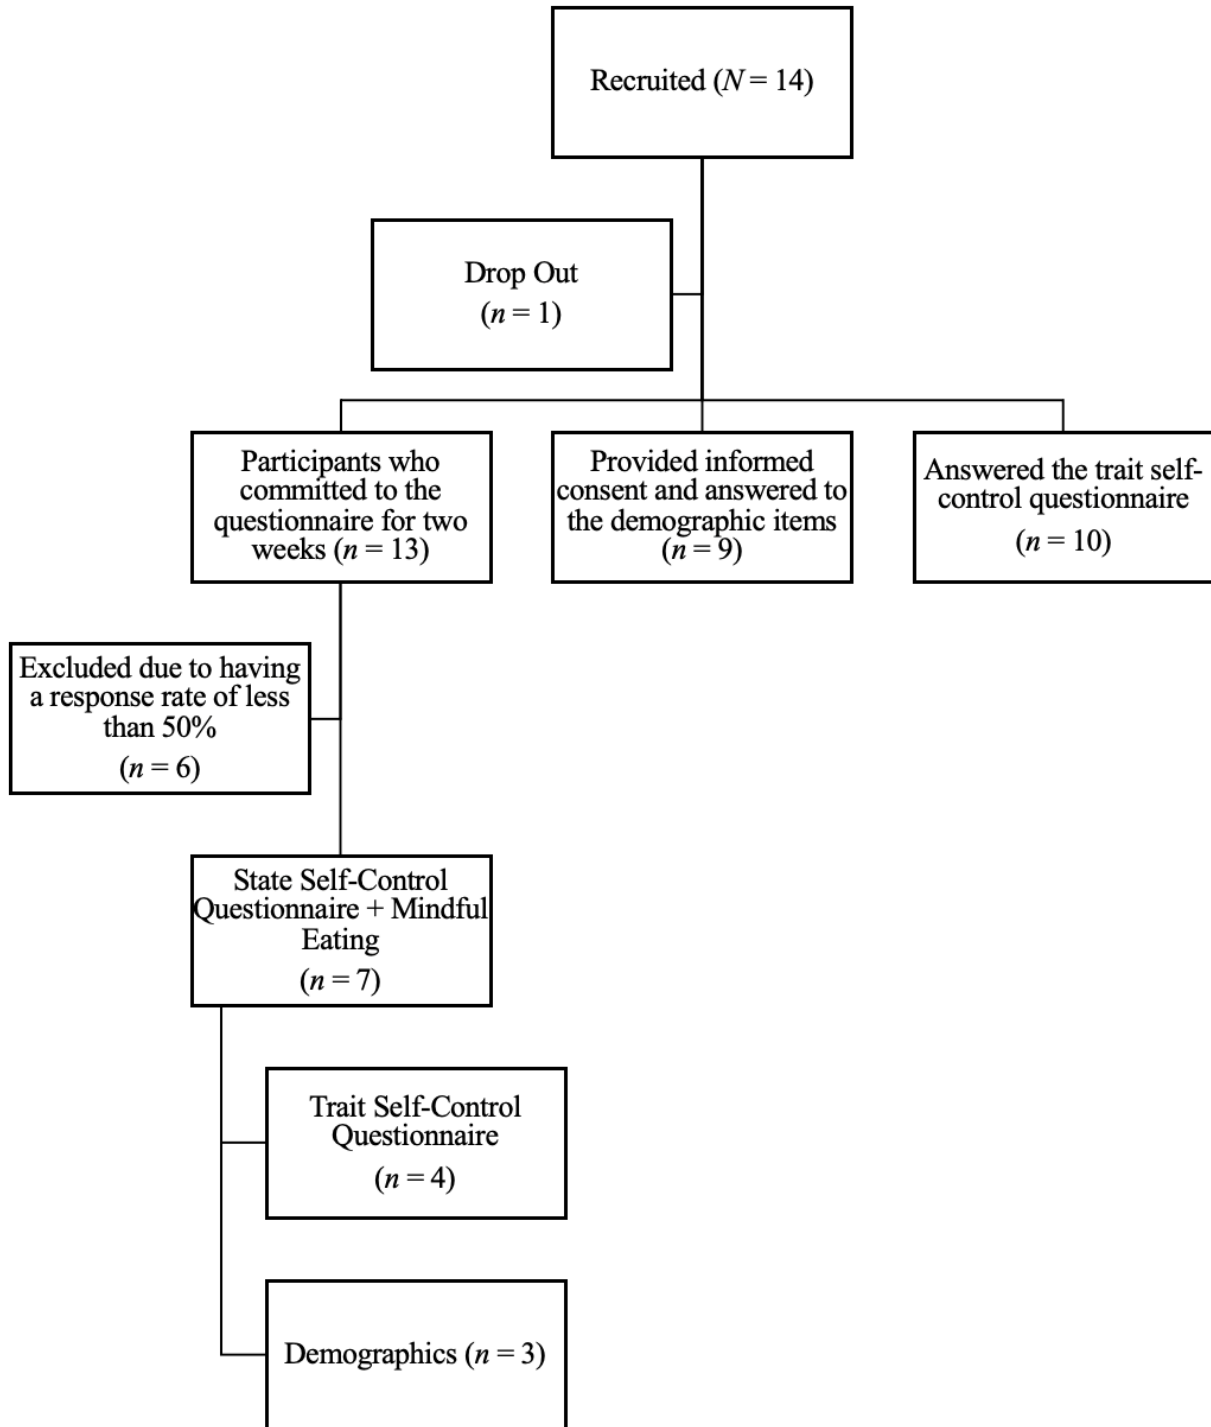 Recruited (N = 14)
Drop Out
(n = 1)
Participants who
committed to the
questionnaire for two
weeks (n = 13)
Provided informed
consent and answered to
the demographic items
(n = 9)
Answered the trait self-
control questionnaire
(n = 10)
Excluded due to having
a response rate of less
than 50%
(n = 6)
State Self-Control
Questionnaire + Mindful
Eating
(n = 7)
Trait Self-Control
Questionnaire
(n = 4)
Demographics (n = 3)